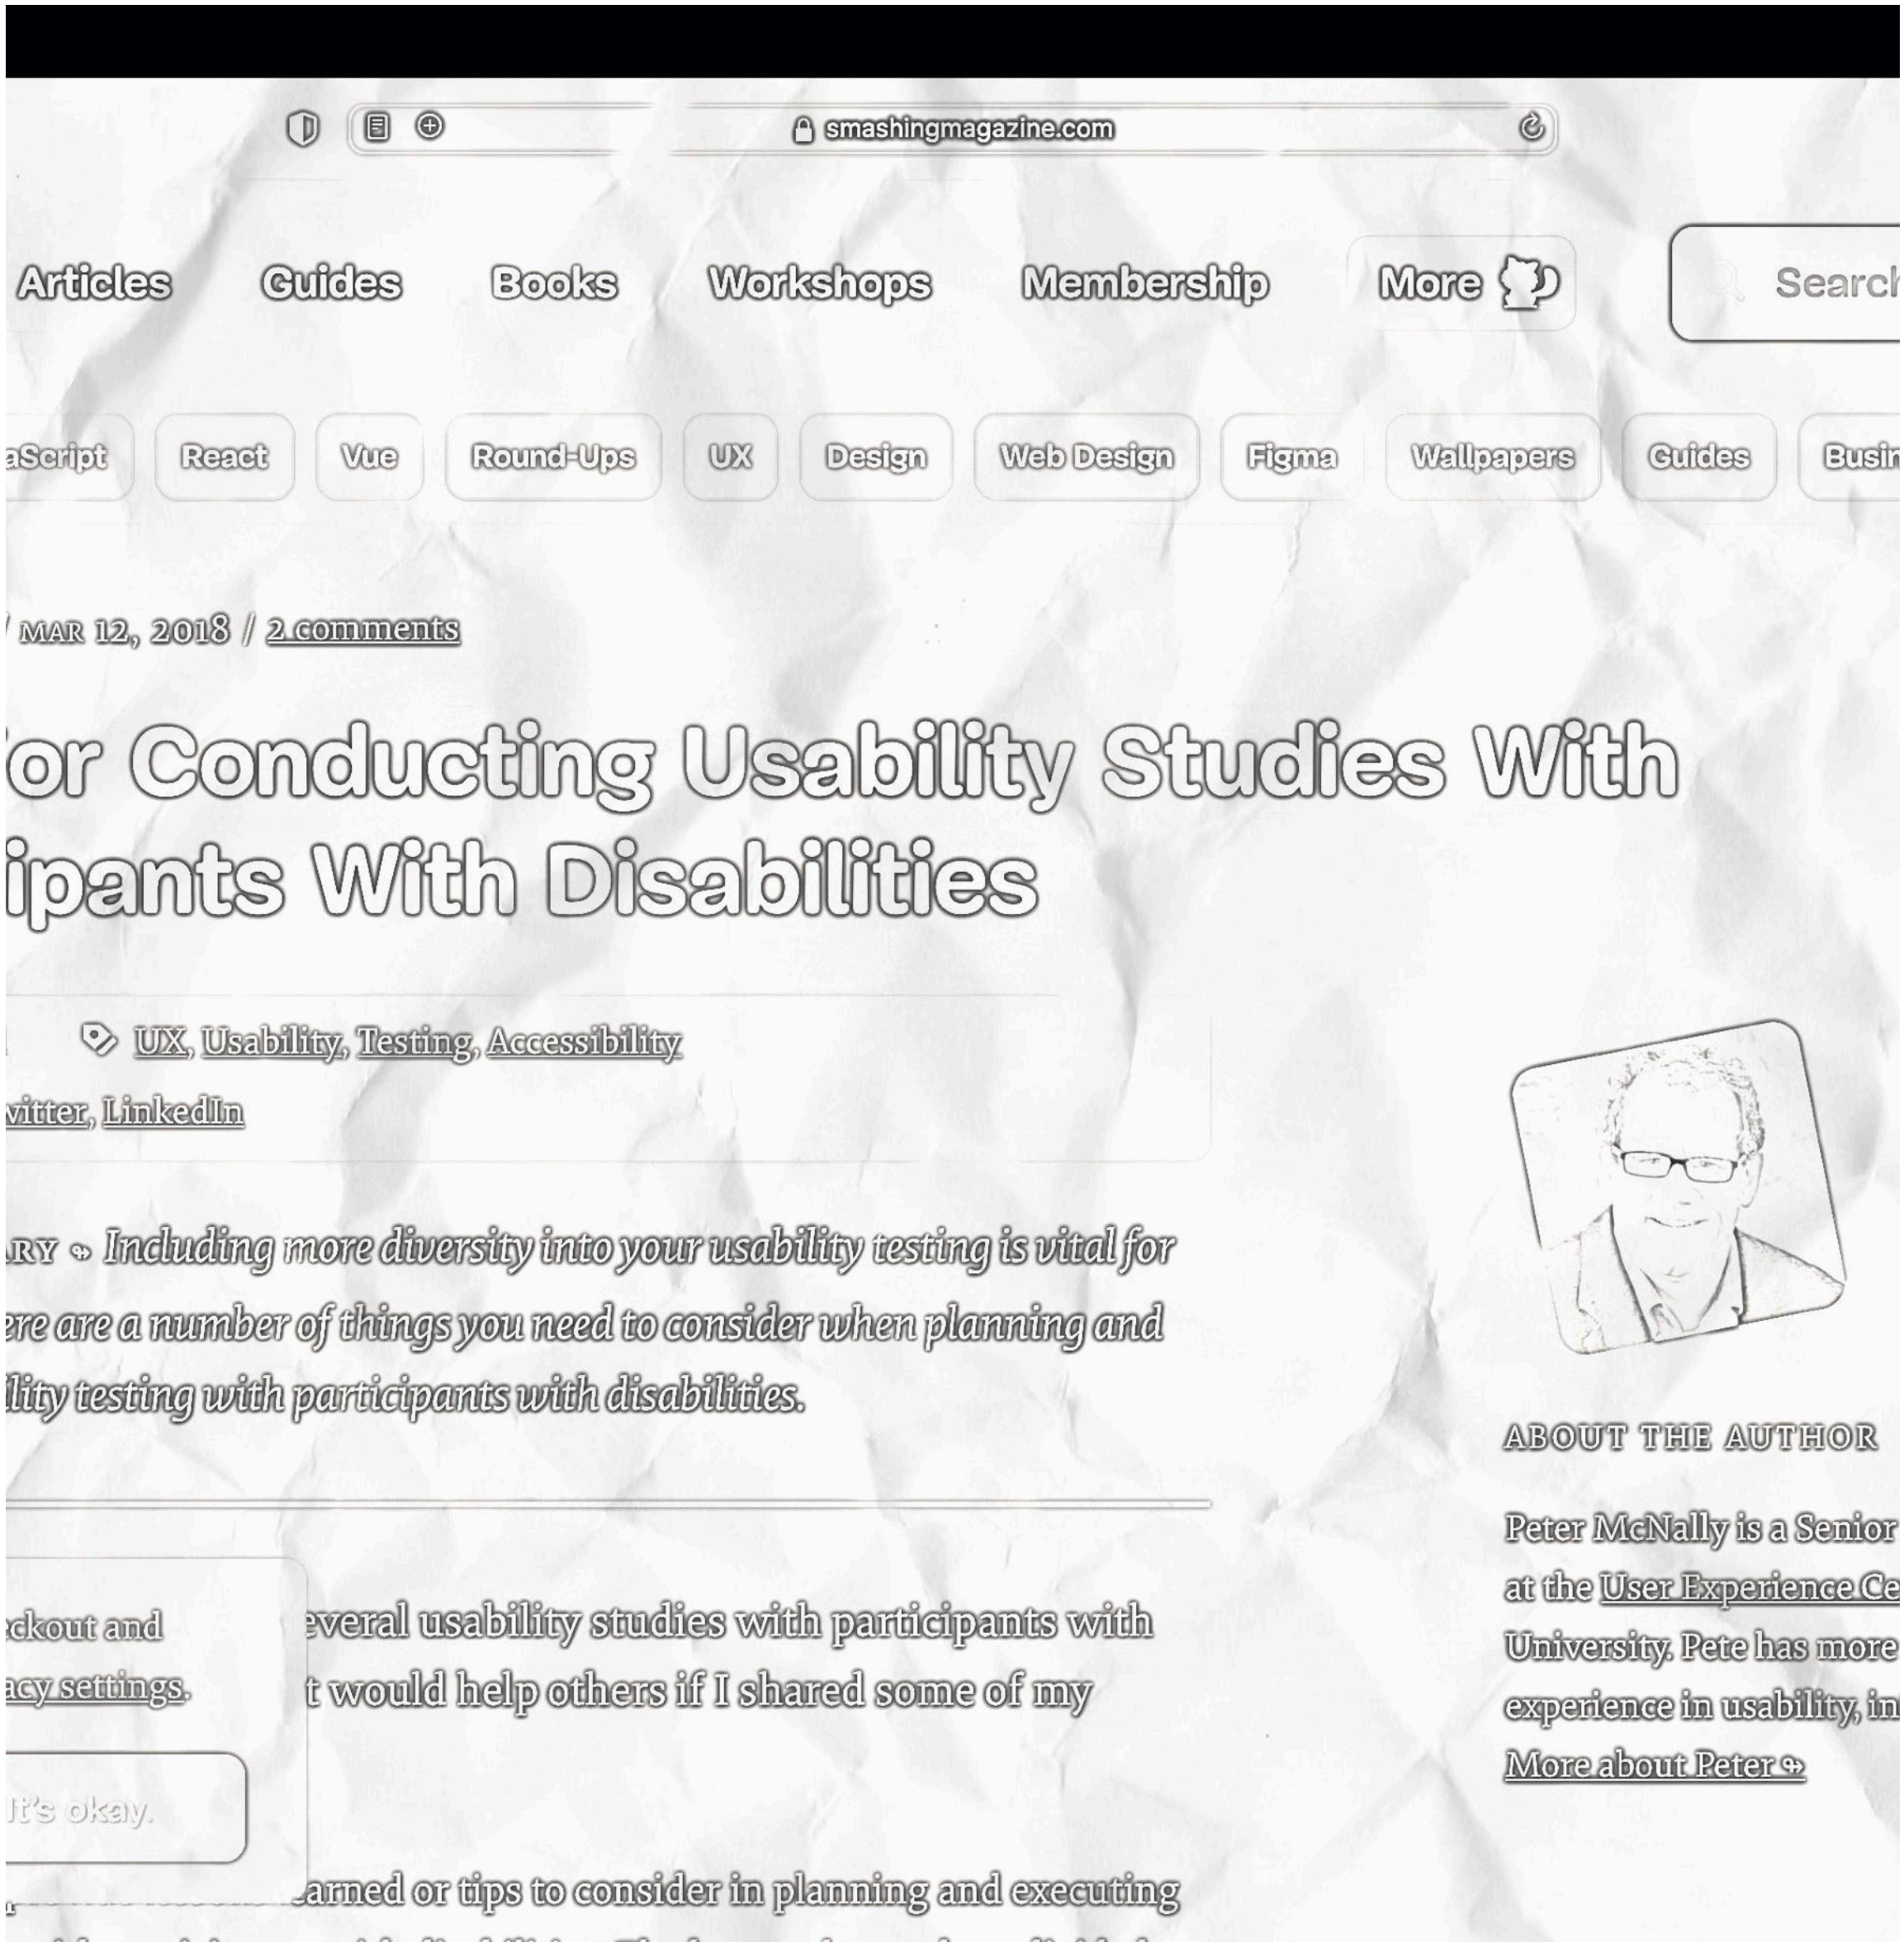 smashingmagazine.com
Articles Guides Books Workshops Membership More Search
aScript React Vue Round-Ups UX Design Web Design Figma Wallpapers Guides Busin
/ MAR 12, 2018 / 2 comments
or Conducting Usability Studies With
ipants With Disabilities
UX, Usability, Testing, Accessibility
witter, LinkedIn
ARY Including more diversity into your usability testing is vital for
ere are a number of things you need to consider when planning and
ility testing with participants with disabilities.
ABOUT THE AUTHOR
Peter McNally is a Senior
at the User Experience Ce
University. Pete has more
experience in usability, in
More about Peter
everal usability studies with participants with
t would help others if I shared some of my
eckout and
acy settings.
It's okay.
arned or tips to consider in planning and executing